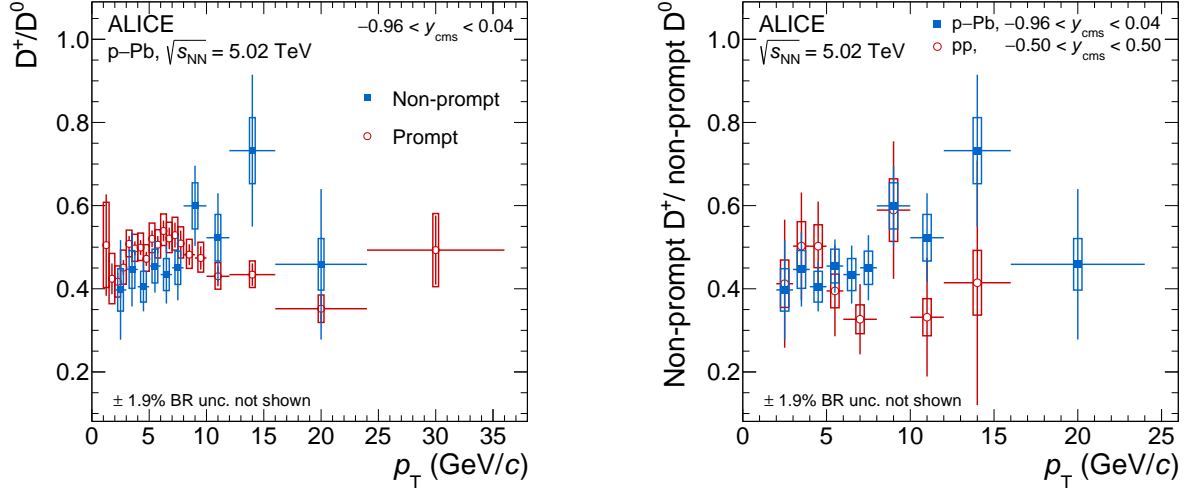 ALICE
−0.96 < y_cms < 0.04
p−Pb, √s_NN = 5.02 TeV
Non-prompt
Prompt
± 1.9% BR unc. not shown
D⁺/D⁰
1.0
0.8
0.6
0.4
0.2
0 5 10 15 20 25 30 35
p_T (GeV/c)
ALICE
√s_NN = 5.02 TeV
p−Pb, −0.96 < y_cms < 0.04
pp, −0.50 < y_cms < 0.50
± 1.9% BR unc. not shown
Non-prompt D⁺/ non-prompt D⁰
1.0
0.8
0.6
0.4
0.2
0 5 10 15 20 25
p_T (GeV/c)